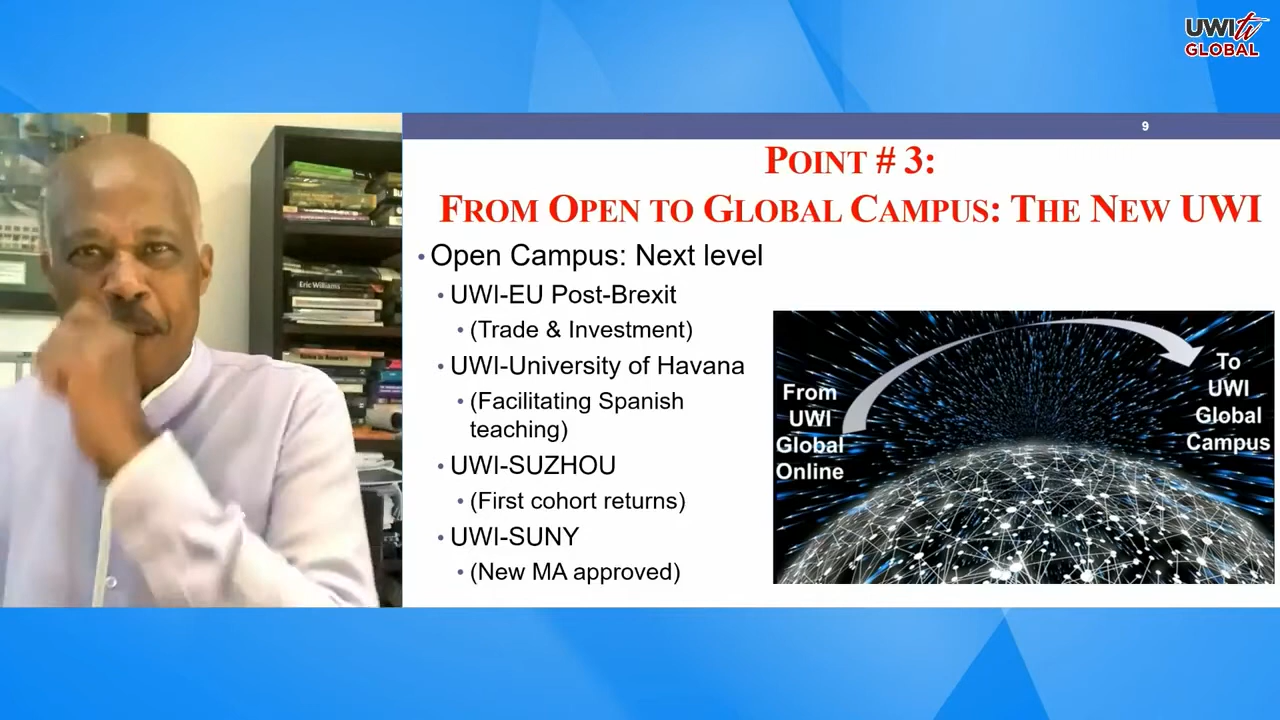 UWItv
GLOBAL
9
POINT # 3:
FROM OPEN TO GLOBAL CAMPUS: THE NEW UWI
• Open Campus: Next level
• UWI-EU Post-Brexit
• (Trade & Investment)
• UWI-University of Havana
• (Facilitating Spanish
teaching)
• UWI-SUZHOU
• (First cohort returns)
• UWI-SUNY
• (New MA approved)
From
UWI
Global
Online
To
UWI
Global
Campus
Eric Williams